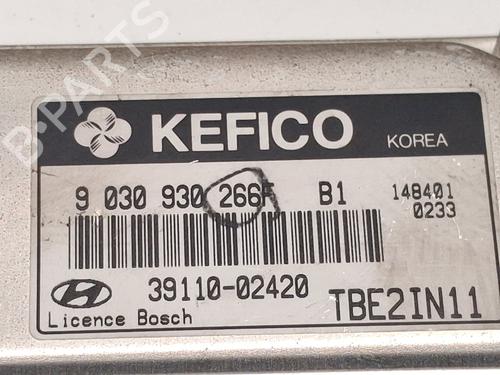 KEFICO
KOREA
9 030 930 266F B1
148401
0233
39110-02420
Licence Bosch
TBE2IN11
B-PARTS